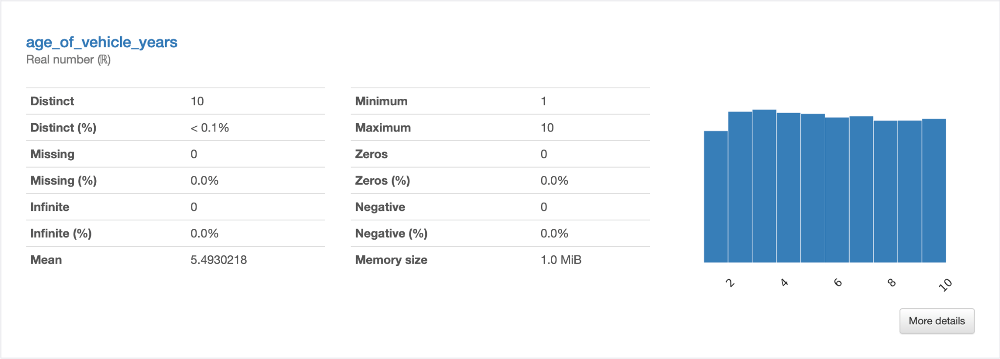 age_of_vehicle_years
Real number (ℝ)
Distinct 10
Distinct (%) < 0.1%
Missing 0
Missing (%) 0.0%
Infinite 0
Infinite (%) 0.0%
Mean 5.4930218
Minimum 1
Maximum 10
Zeros 0
Zeros (%) 0.0%
Negative 0
Negative (%) 0.0%
Memory size 1.0 MiB
2 4 6 8 10
More details